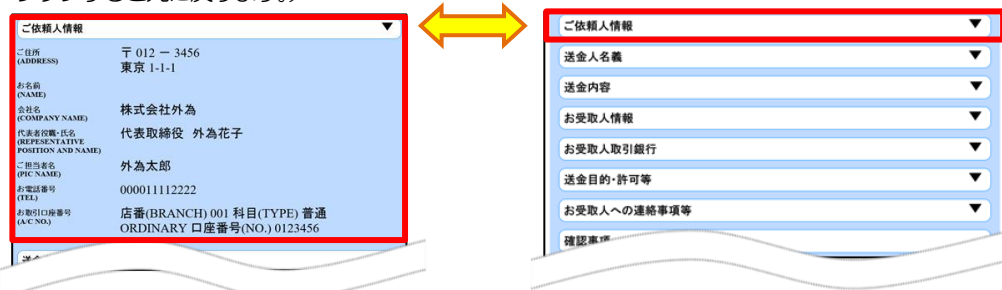 ご依頼人情報 ▼
ご住所
(ADDRESS)
〒 012 － 3456
東京 1-1-1
お名前
(NAME)
会社名
(COMPANY NAME)
株式会社外為
代表者役職・氏名
(REPESENTATIVE
POSITION AND NAME)
代表取締役 外為花子
ご担当者名
(PIC NAME)
外為太郎
お電話番号
(TEL)
000011112222
お取引口座番号
(A/C NO.)
店番(BRANCH) 001 科目(TYPE) 普通
ORDINARY 口座番号(NO.) 0123456
ご依頼人情報 ▼
送金人名義 ▼
送金内容 ▼
お受取人情報 ▼
お受取人取引銀行 ▼
送金目的・許可等 ▼
お受取人への連絡事項等 ▼
確認事項